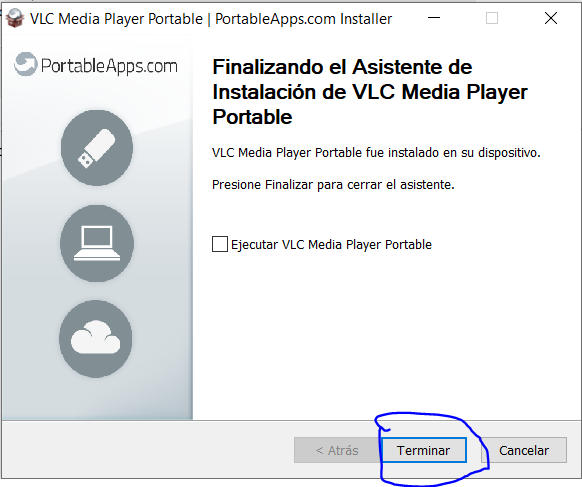 VLC Media Player Portable | PortableApps.com Installer
PortableApps.com
Finalizando el Asistente de
Instalación de VLC Media Player
Portable
VLC Media Player Portable fue instalado en su dispositivo.
Presione Finalizar para cerrar el asistente.
Ejecutar VLC Media Player Portable
< Atrás
Terminar
Cancelar